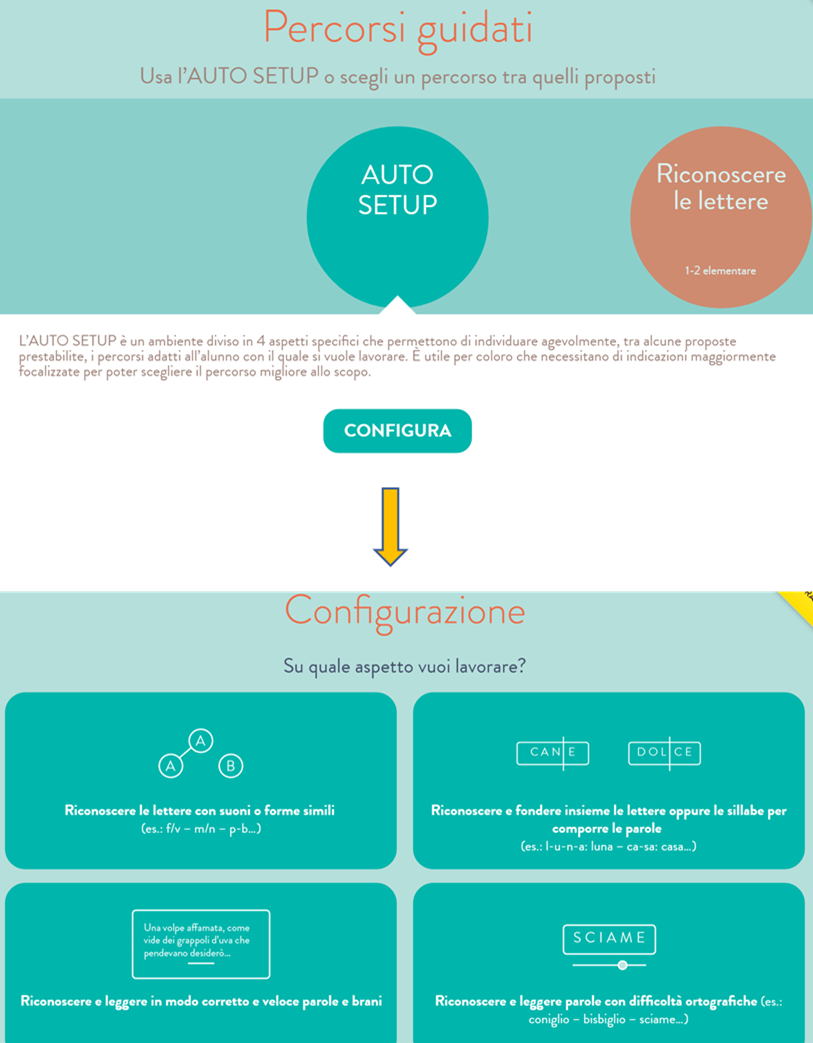 Percorsi guidati
Usa l'AUTO SETUP o scegli un percorso tra quelli proposti
AUTO
SETUP
Riconoscere
le lettere
1-2 elementare
L'AUTO SETUP è un ambiente diviso in 4 aspetti specifici che permettono di individuare agevolmente, tra alcune proposte
prestabilite, i percorsi adatti all'alunno con il quale si vuole lavorare. È utile per coloro che necessitano di indicazioni maggiormente
focalizzate per poter scegliere il percorso migliore allo scopo.
CONFIGURA
Configurazione
Su quale aspetto vuoi lavorare?
A
A B
Riconoscere le lettere con suoni o forme simili
(es.: f/v – m/n – p-b...)
CANE DOLCE
Riconoscere e fondere insieme le lettere oppure le sillabe per
comporre le parole
(es.: l-u-n-a: luna – ca-sa: casa...)
Una volpe affamata, come
vide dei grappoli d'uva che
pendevano desiderò...
Riconoscere e leggere in modo corretto e veloce parole e brani
SCIAME
Riconoscere e leggere parole con difficoltà ortografiche (es.:
coniglio – bisbiglio – sciame...)